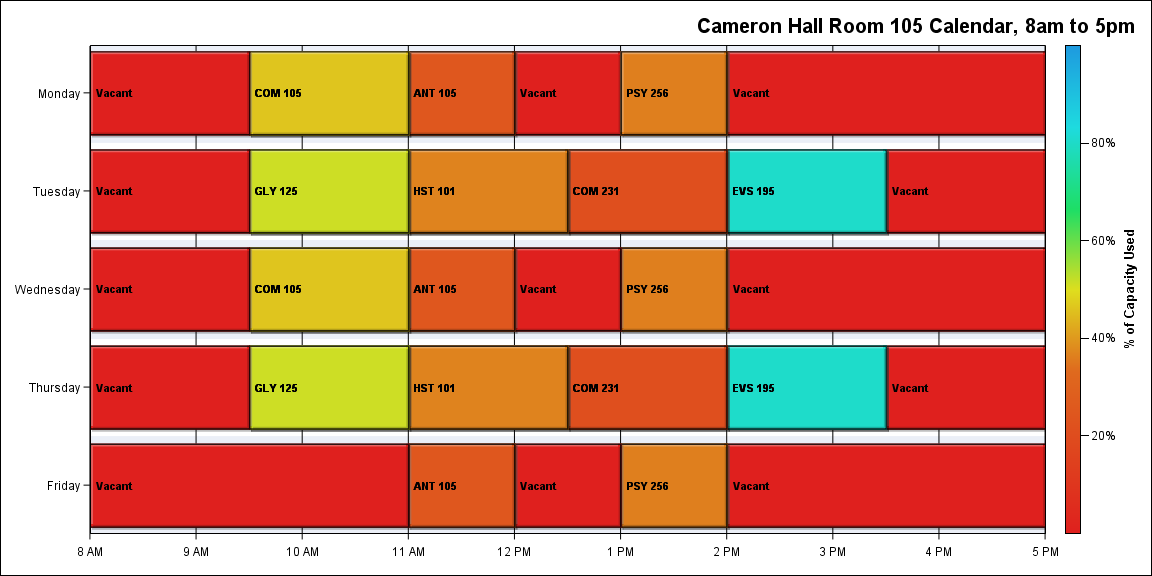 Cameron Hall Room 105 Calendar, 8am to 5pm
Monday
Vacant
COM 105
ANT 105
Vacant
PSY 256
Vacant
Tuesday
Vacant
GLY 125
HST 101
COM 231
EVS 195
Vacant
Wednesday
Vacant
COM 105
ANT 105
Vacant
PSY 256
Vacant
Thursday
Vacant
GLY 125
HST 101
COM 231
EVS 195
Vacant
Friday
Vacant
ANT 105
Vacant
PSY 256
Vacant
8 AM
9 AM
10 AM
11 AM
12 PM
1 PM
2 PM
3 PM
4 PM
5 PM
80%
60%
40%
20%
% of Capacity Used